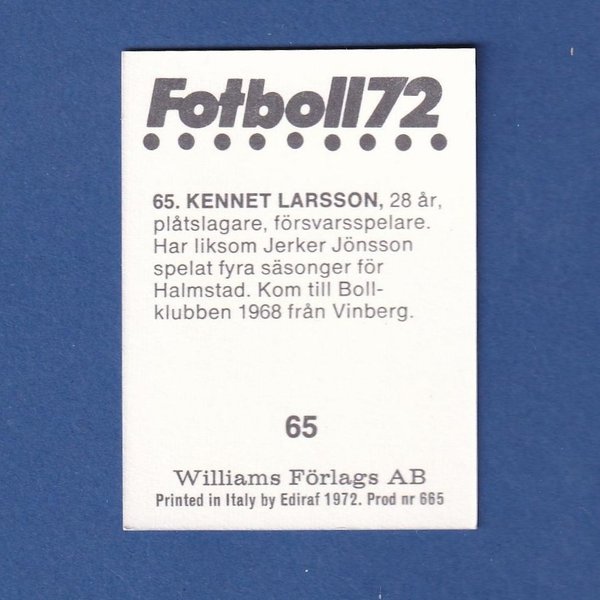 Fotboll72
65. KENNET LARSSON, 28 år,
plåtslagare, försvarsspelare.
Har liksom Jerker Jönsson
spelat fyra säsonger för
Halmstad. Kom till Boll-
klubben 1968 från Vinberg.
65
Williams Förlags AB
Printed in Italy by Ediraf 1972. Prod nr 665